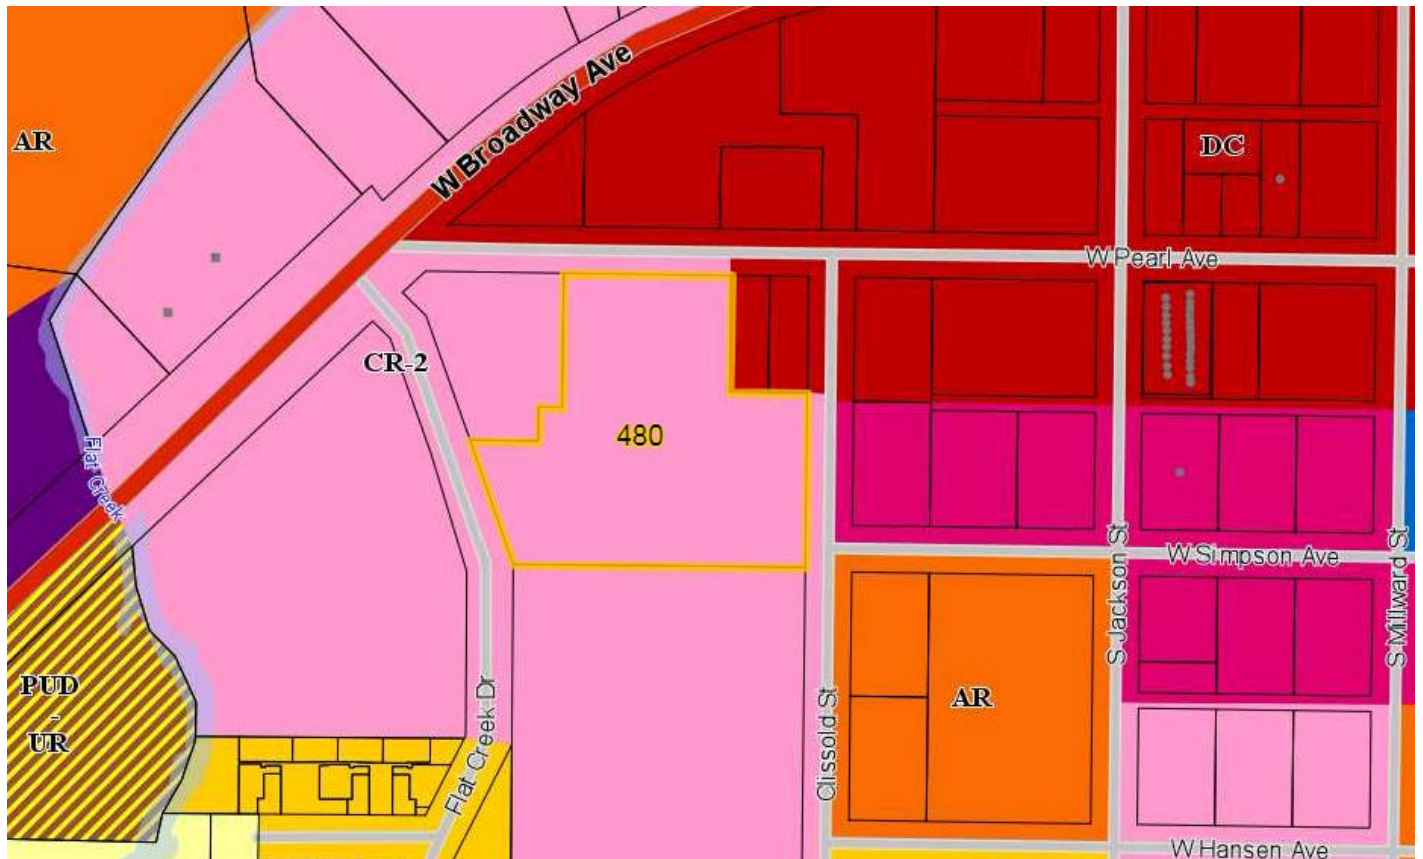 W Broadway Ave
AR
DC
W Pearl Ave
CR-2
480
Flat Creek
W Simpson Ave
S Jackson St
S Millward St
PUD
-
UR
AR
Flat Creek Dr
Clissold St
W Hansen Ave